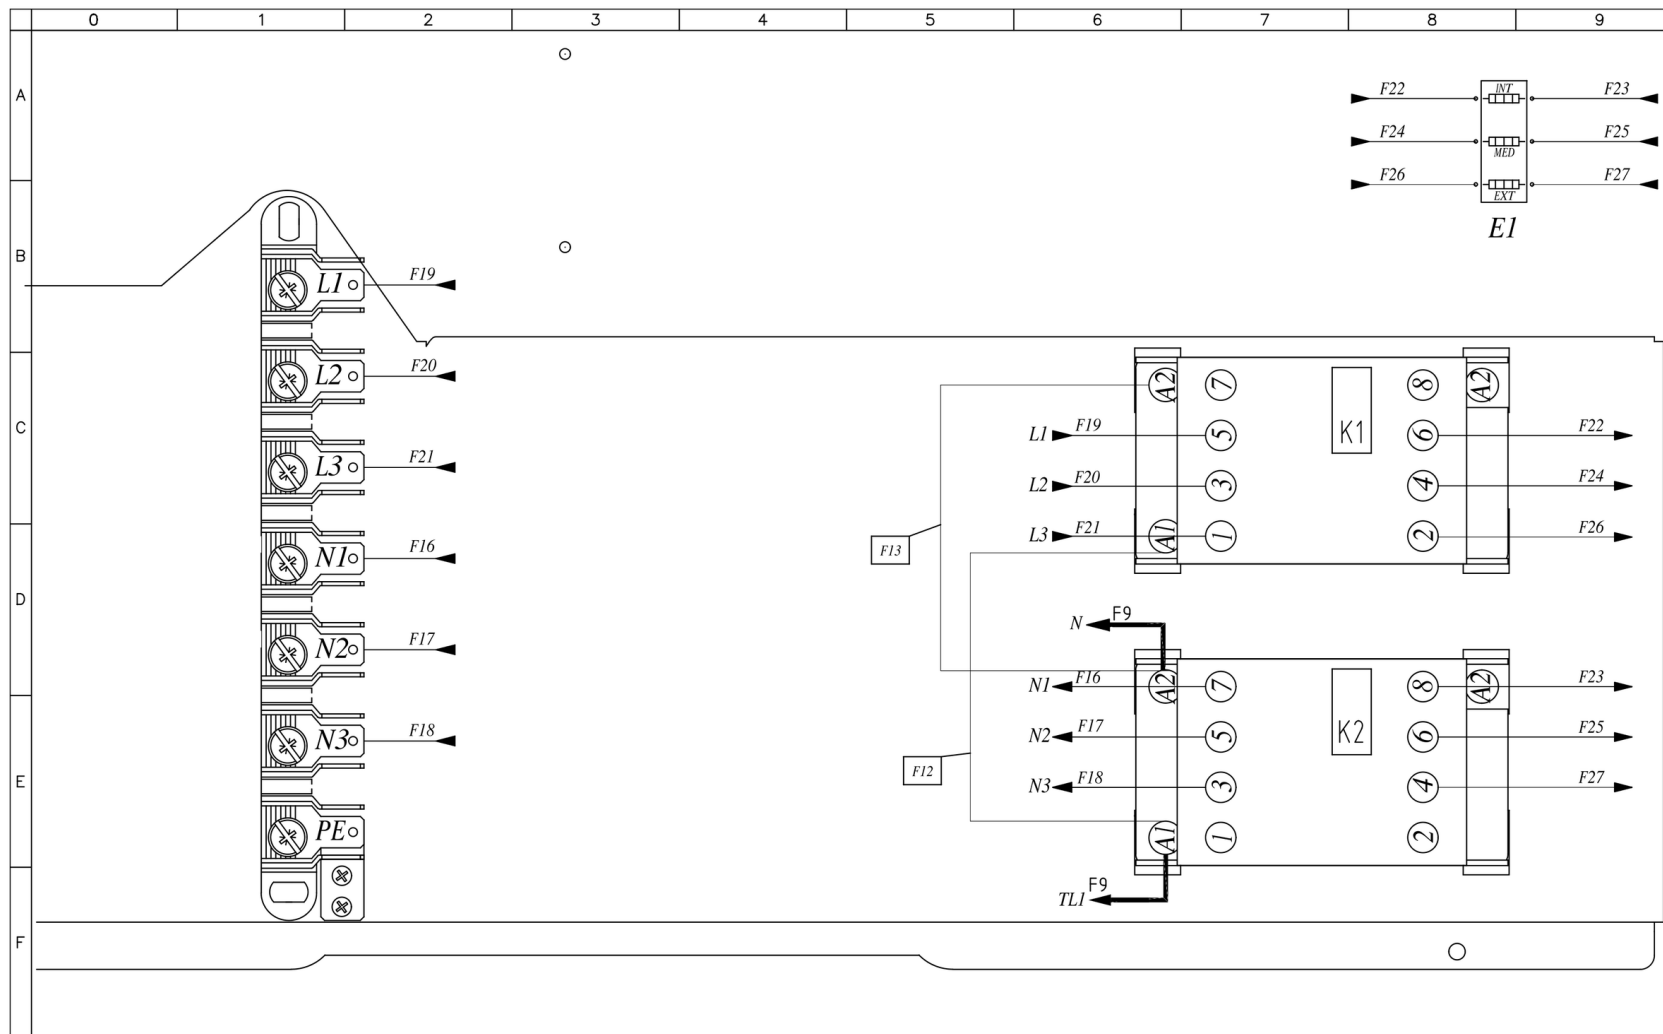 0 1 2 3 4 5 6 7 8 9
A
F22 INT F23
F24 F25
MED
F26 F27
EXT
E1
B
L1 F19
L2 F20
C
L3 F21
N1 F16
D
N2 F17
N3 F18
E
PE
F
A2 7 K1 8 A2
L1 F19 5 6 F22
L2 F20 3 4 F24
L3 F21 A1 1 2 F26
F13
N F9
N1 F16 A2 7 K2 8 A2 F23
N2 F17 5 6 F25
F12
N3 F18 3 4 F27
A1 1 2
TL1 F9